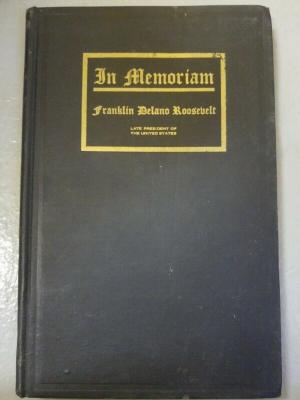 In Memoriam
Franklin Delano Roosevelt
LATE PRESIDENT OF
THE UNITED STATES